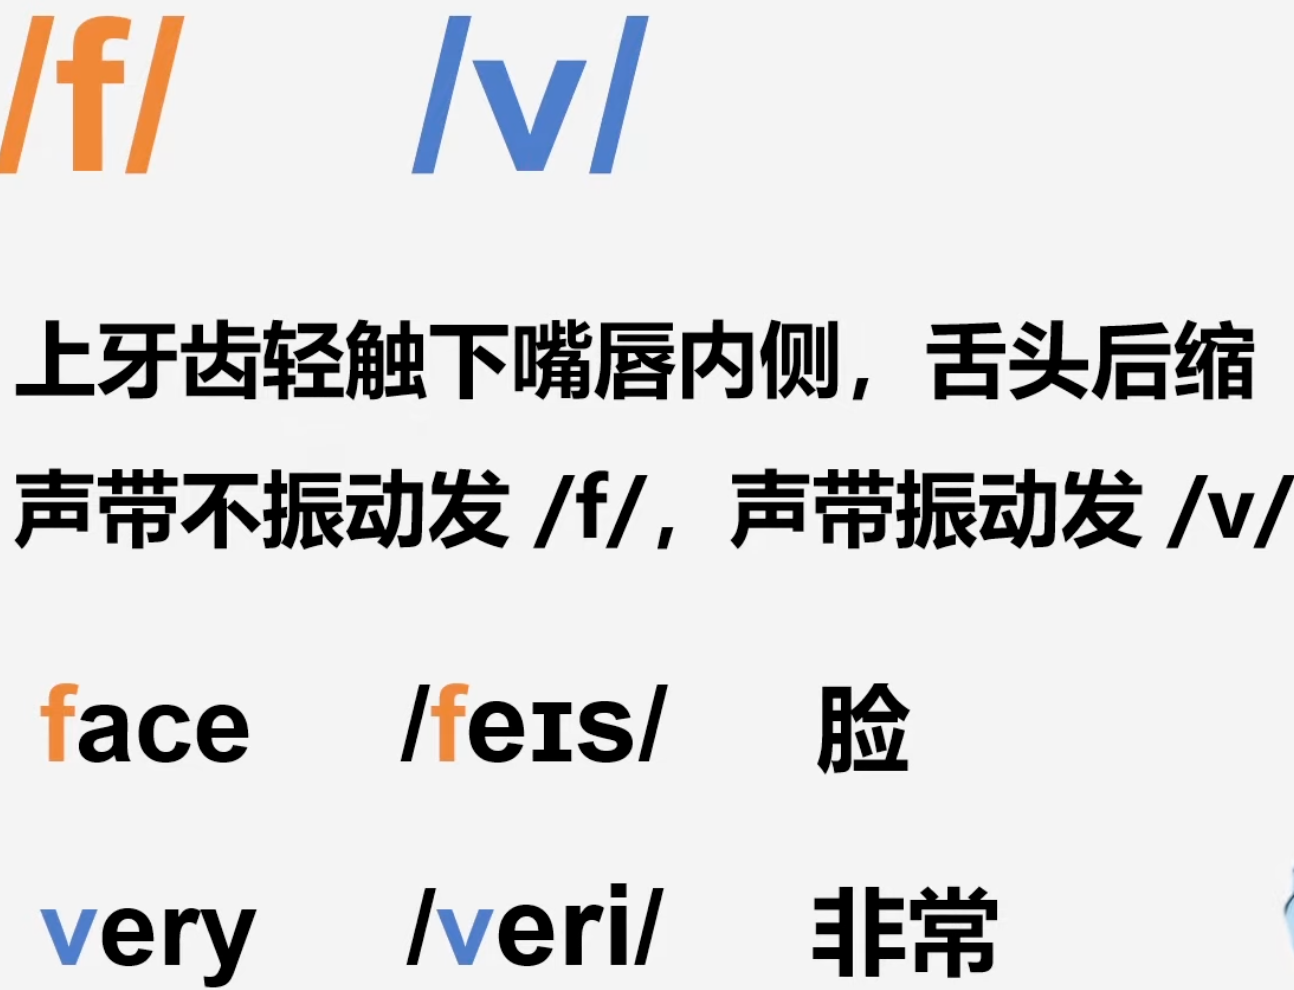 /f/ /v/
上牙齿轻触下嘴唇内侧，舌头后缩
声带不振动发 /f/，声带振动发 /v/
face /feɪs/ 脸
very /veri/ 非常